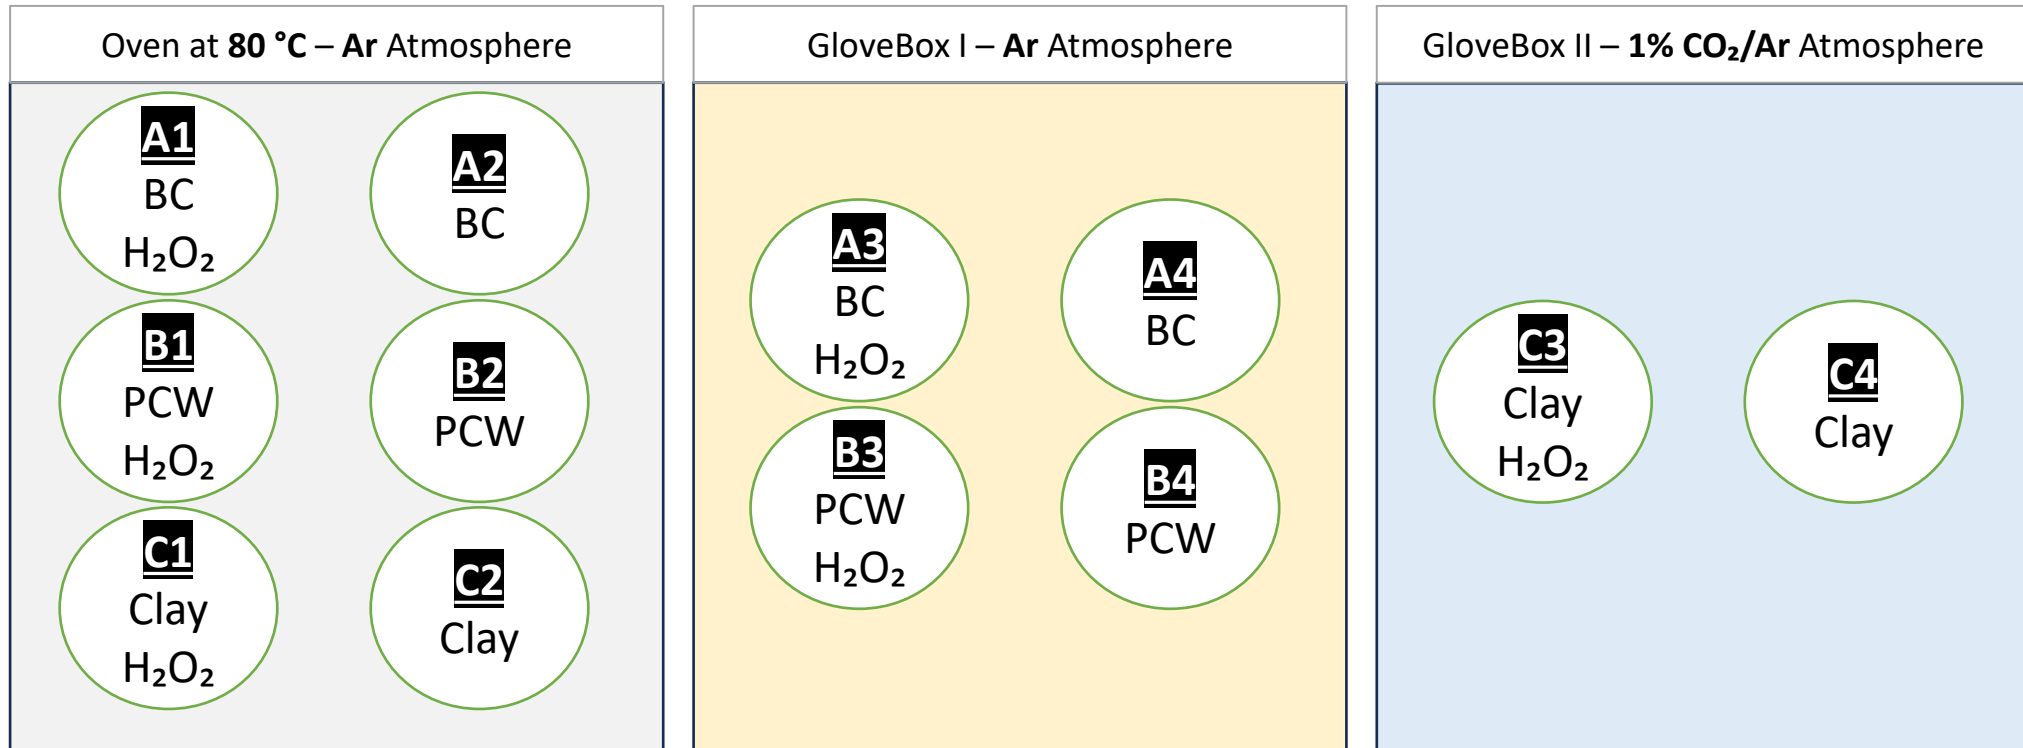 Oven at 80 °C – Ar Atmosphere
A1
BC
H₂O₂
A2
BC
B1
PCW
H₂O₂
B2
PCW
C1
Clay
H₂O₂
C2
Clay
GloveBox I – Ar Atmosphere
A3
BC
H₂O₂
A4
BC
B3
PCW
H₂O₂
B4
PCW
GloveBox II – 1% CO₂/Ar Atmosphere
C3
Clay
H₂O₂
C4
Clay